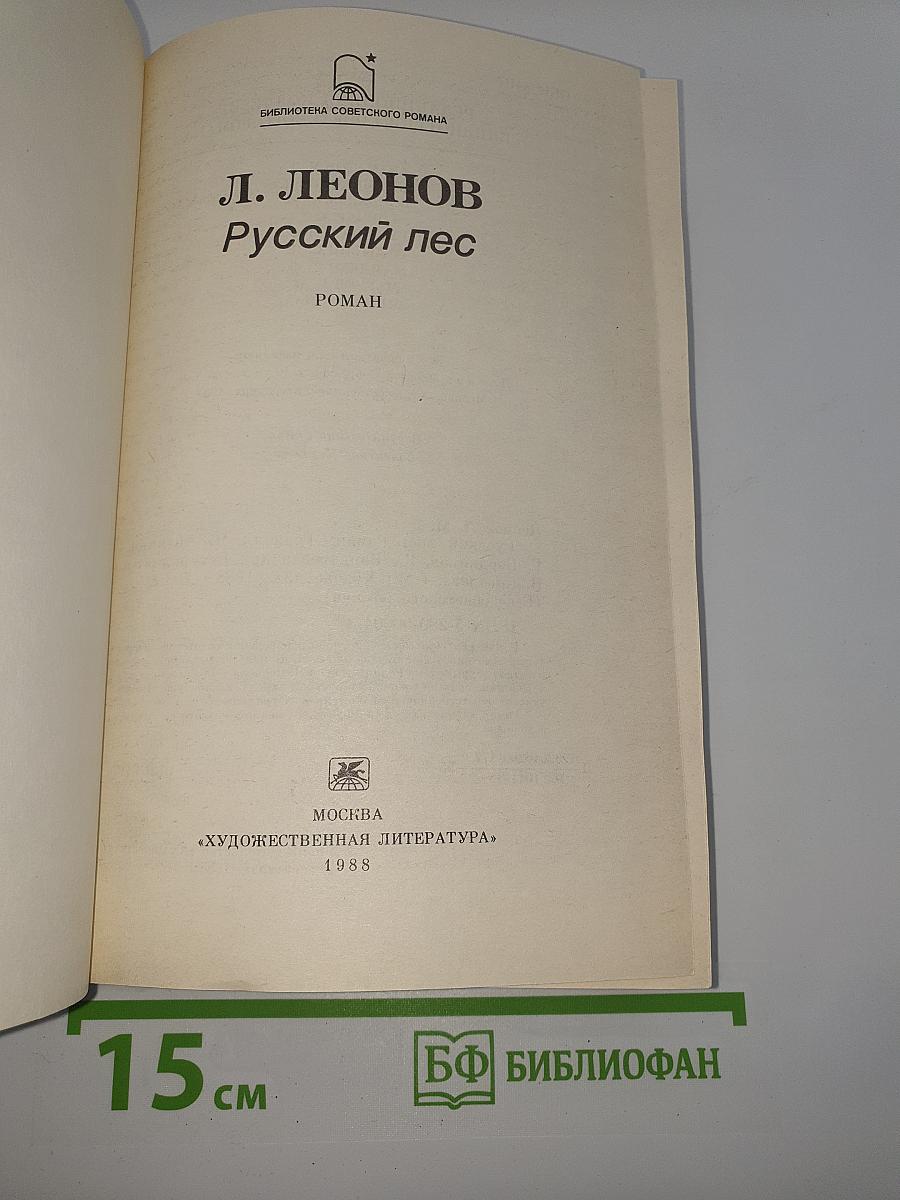 БИБЛИОТЕКА СОВЕТСКОГО РОМАНА
Л. ЛЕОНОВ
Русский лес
РОМАН
МОСКВА
«ХУДОЖЕСТВЕННАЯ ЛИТЕРАТУРА»
1988
15 см
БФ БИБЛИОФАН